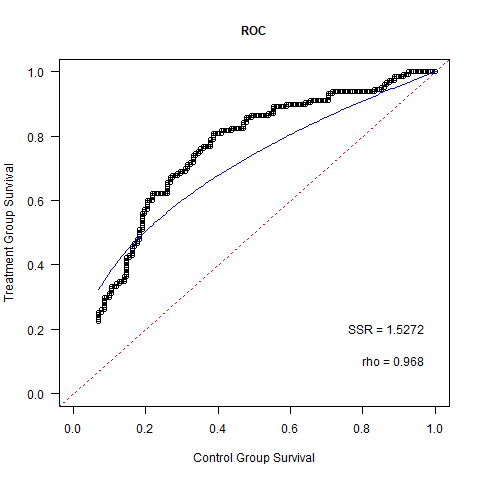 ROC
1.0
0.8
0.6
0.4
0.2
0.0
Treatment Group Survival
SSR = 1.5272
rho = 0.968
0.0 0.2 0.4 0.6 0.8 1.0
Control Group Survival